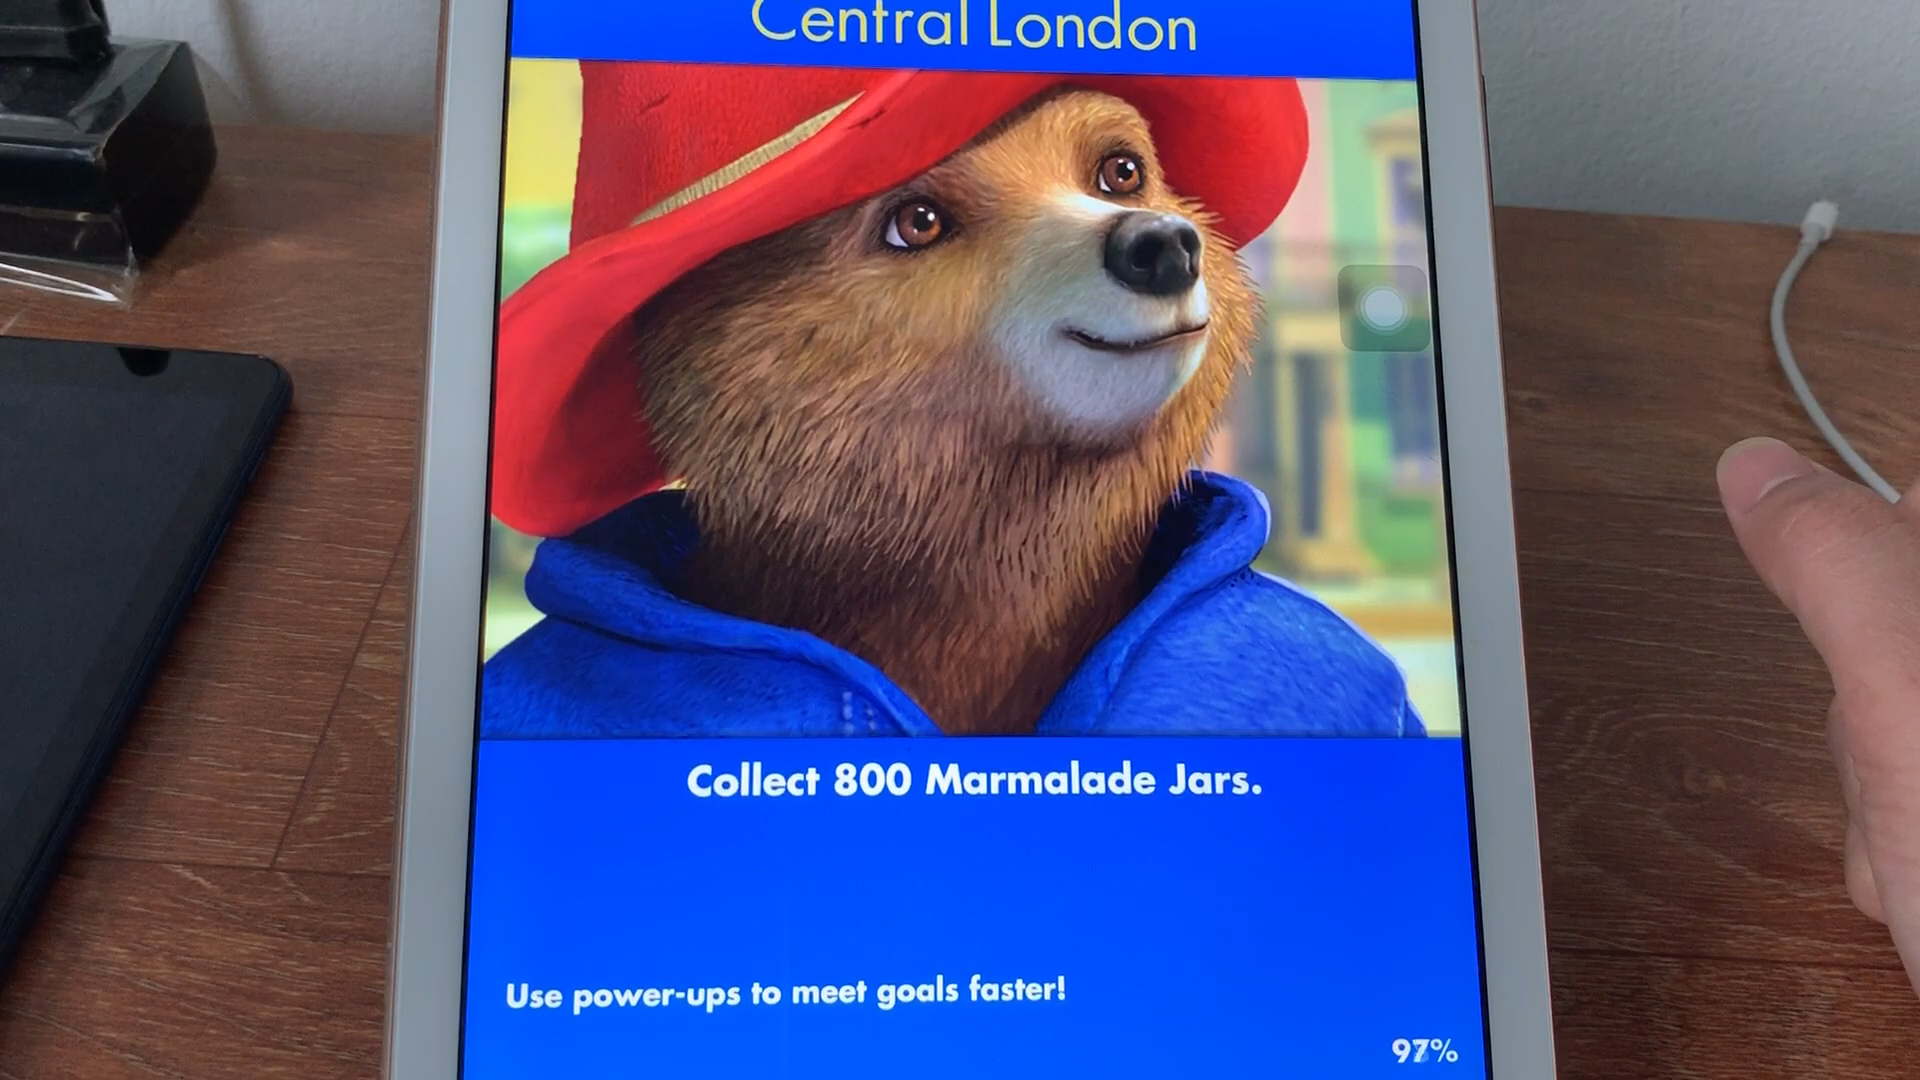 Central London
Collect 800 Marmalade Jars.
Use power-ups to meet goals faster!
97%